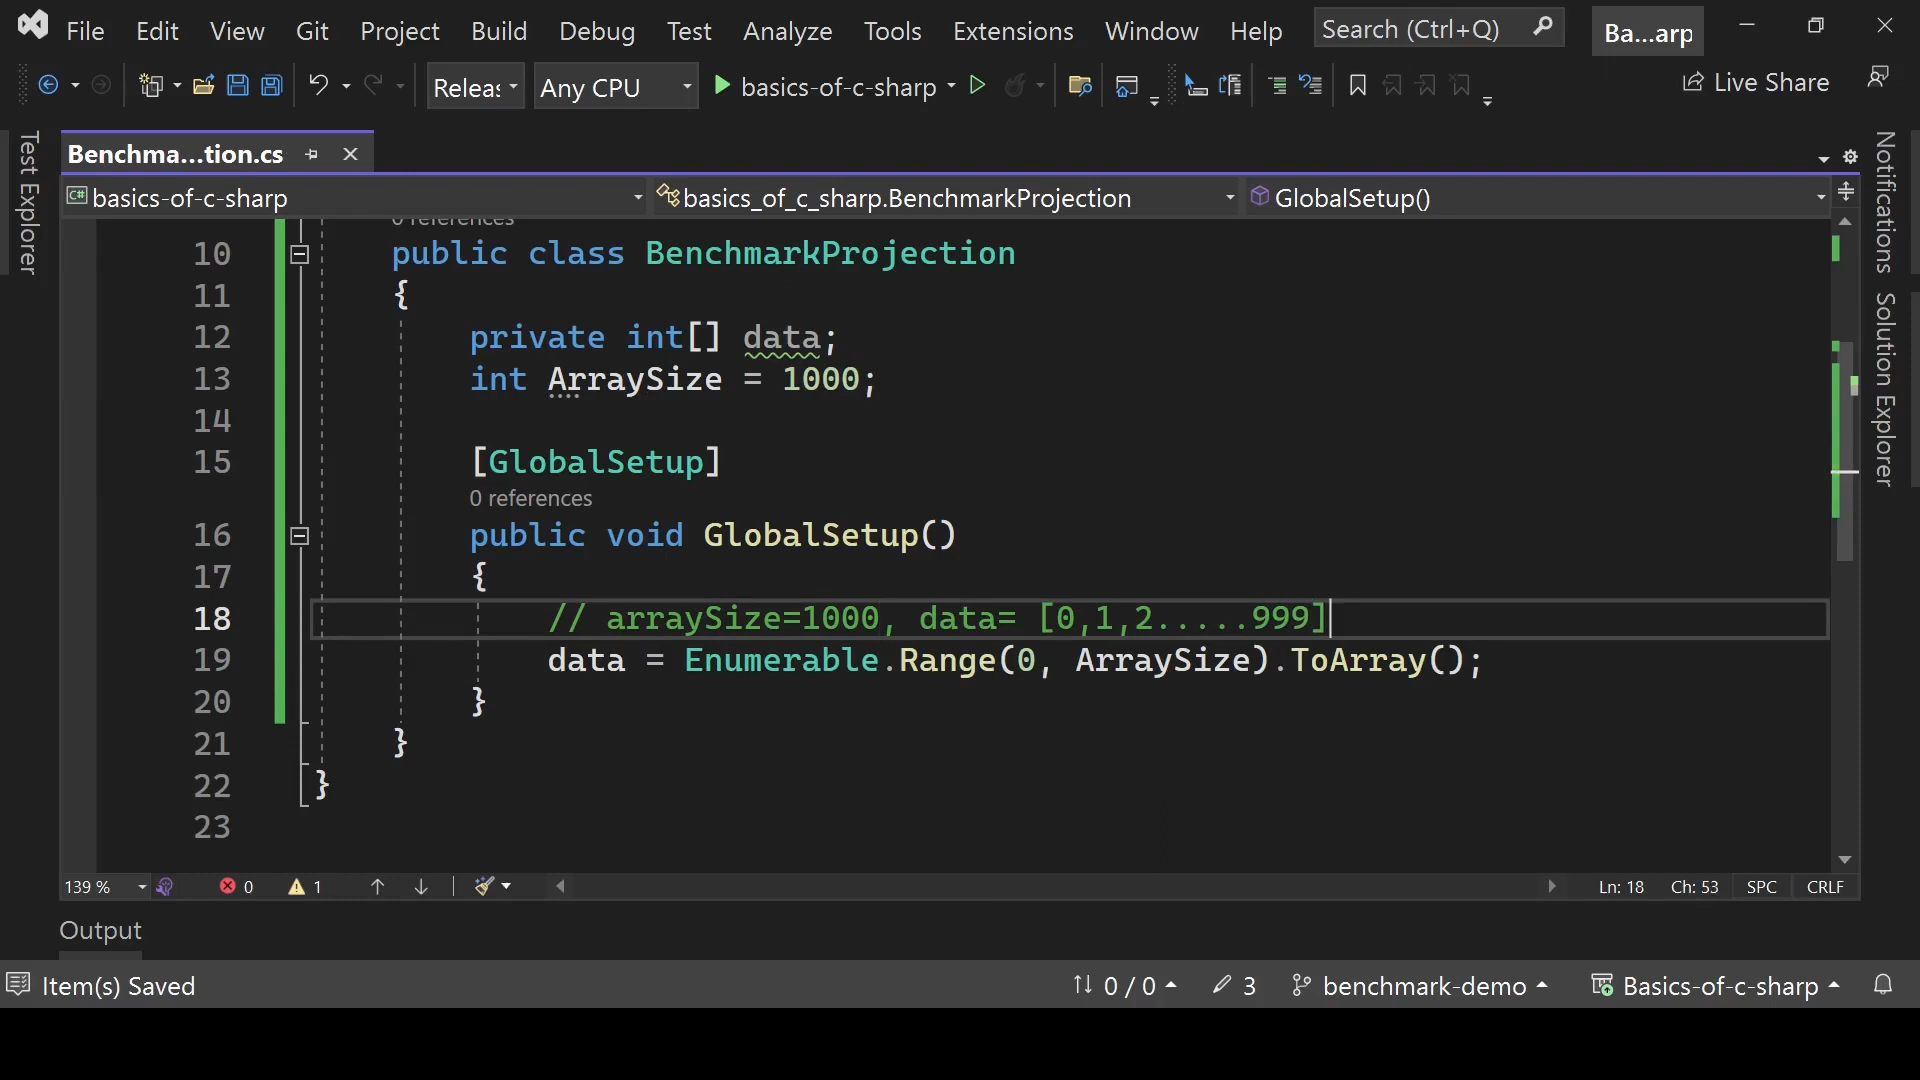 File Edit View Git Project Build Debug Test Analyze Tools Extensions Window Help Search (Ctrl+Q) Ba...arp
Releas Any CPU basics-of-c-sharp Live Share
Test Explorer
Benchma...tion.cs
Notifications
Solution Explorer
basics-of-c-sharp basics_of_c_sharp.BenchmarkProjection GlobalSetup()
0 references
10 public class BenchmarkProjection
11 {
12 private int[] data;
13 int ArraySize = 1000;
14
15 [GlobalSetup]
0 references
16 public void GlobalSetup()
17 {
18 // arraySize=1000, data= [0,1,2.....999]
19 data = Enumerable.Range(0, ArraySize).ToArray();
20 }
21 }
22 }
23
139 % 0 1 Ln: 18 Ch: 53 SPC CRLF
Output
Item(s) Saved 0 / 0 3 benchmark-demo Basics-of-c-sharp